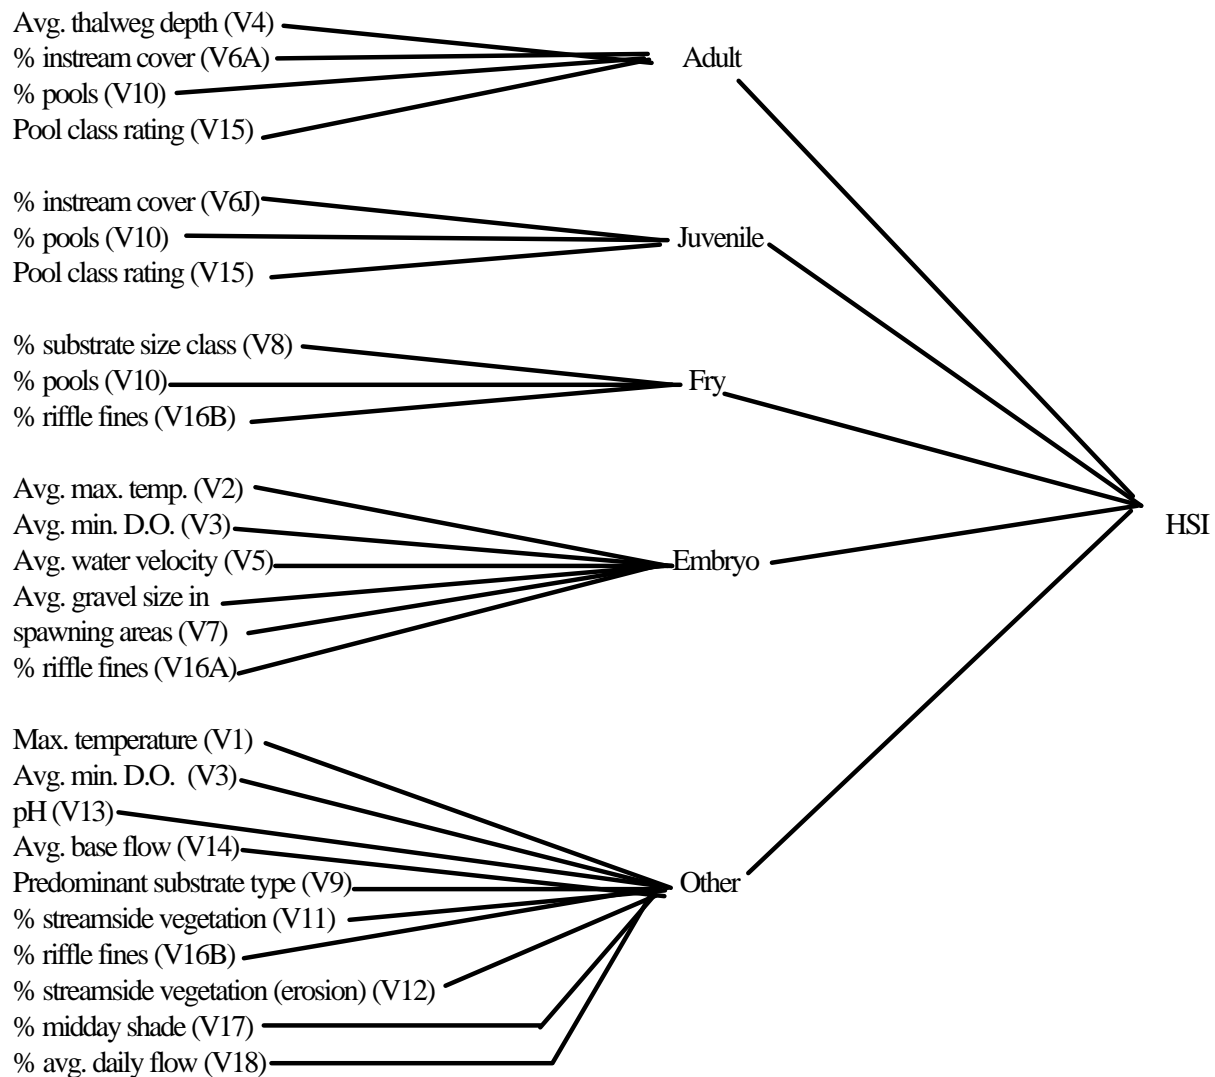 Avg. thalweg depth (V4)
% instream cover (V6A)
Adult
% pools (V10)
Pool class rating (V15)
% instream cover (V6J)
% pools (V10)
Juvenile
Pool class rating (V15)
% substrate size class (V8)
% pools (V10)
Fry
% riffle fines (V16B)
Avg. max. temp. (V2)
Avg. min. D.O. (V3)
HSI
Avg. water velocity (V5)
Embryo
Avg. gravel size in
spawning areas (V7)
% riffle fines (V16A)
Max. temperature (V1)
Avg. min. D.O. (V3)
pH (V13)
Avg. base flow (V14)
Predominant substrate type (V9)
Other
% streamside vegetation (V11)
% riffle fines (V16B)
% streamside vegetation (erosion) (V12)
% midday shade (V17)
% avg. daily flow (V18)